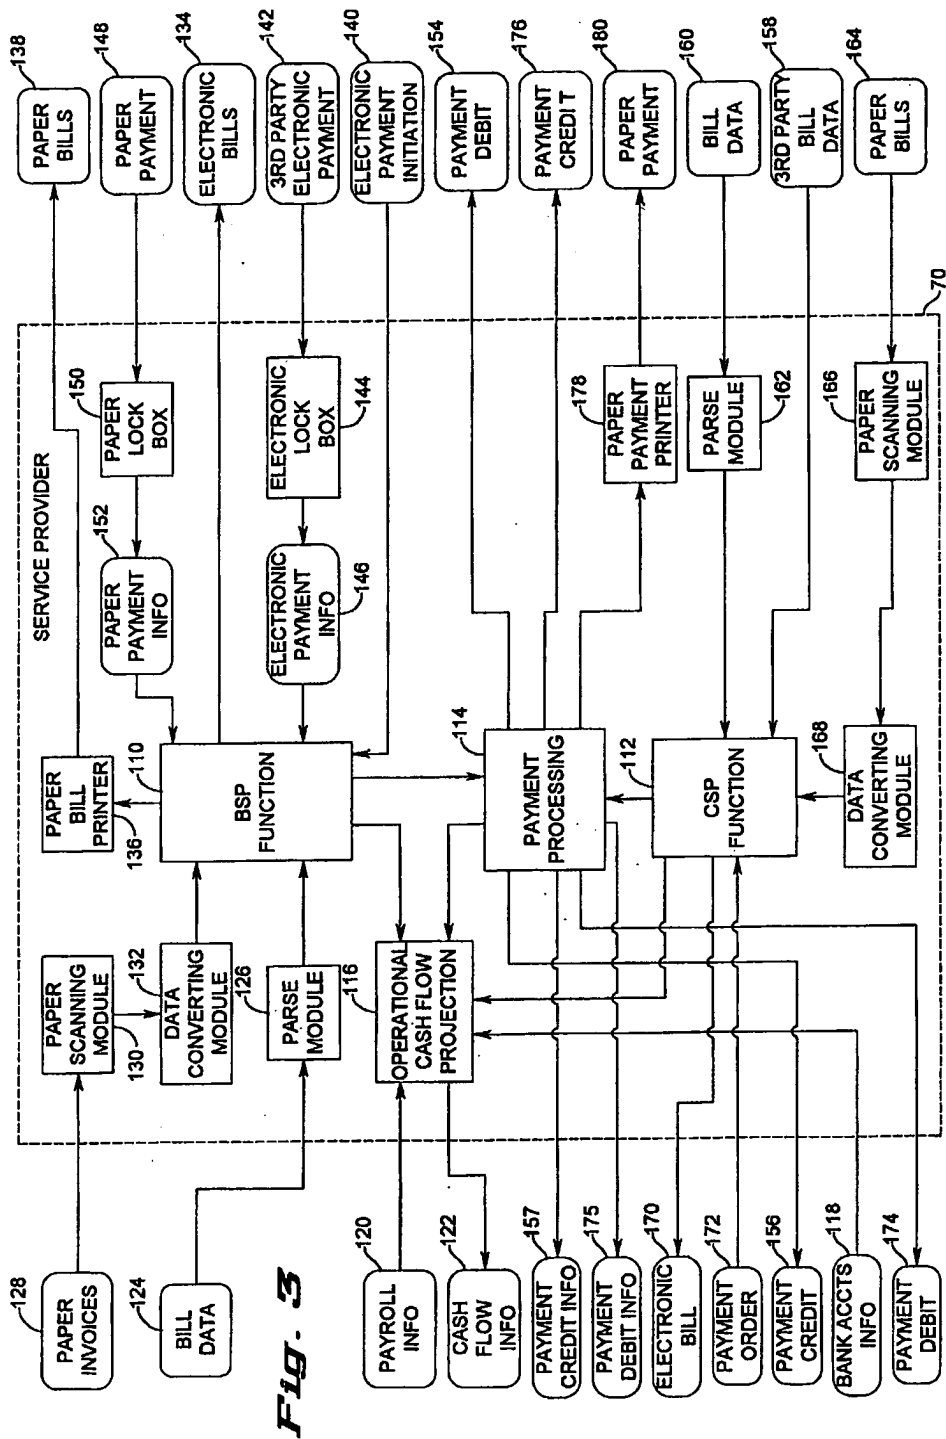 138
PAPER
BILLS
148
PAPER
PAYMENT
134
ELECTRONIC
BILLS
142
3RD PARTY
ELECTRONIC
PAYMENT
140
ELECTRONIC
PAYMENT
INITIATION
154
PAYMENT
DEBIT
176
PAYMENT
CREDIT
180
PAPER
PAYMENT
160
BILL
DATA
158
3RD PARTY
BILL
DATA
164
PAPER
BILLS
70
SERVICE PROVIDER
150
PAPER
LOCK
BOX
144
ELECTRONIC
LOCK
BOX
178
PAPER
PAYMENT
PRINTER
162
PARSE
MODULE
166
PAPER
SCANNING
MODULE
152
PAPER
PAYMENT
INFO
146
ELECTRONIC
PAYMENT
INFO
136
PAPER
BILL
PRINTER
110
BSP
FUNCTION
114
PAYMENT
PROCESSING
112
CSP
FUNCTION
168
DATA
CONVERTING
MODULE
130
PAPER
SCANNING
MODULE
132
DATA
CONVERTING
MODULE
126
PARSE
MODULE
116
OPERATIONAL
CASH FLOW
PROJECTION
128
PAPER
INVOICES
124
BILL
DATA
120
PAYROLL
INFO
122
CASH
FLOW
INFO
157
PAYMENT
CREDIT INFO
175
PAYMENT
DEBIT INFO
170
ELECTRONIC
BILL
172
PAYMENT
ORDER
156
PAYMENT
CREDIT
118
BANK ACCTS
INFO
174
PAYMENT
DEBIT
Fig. 3